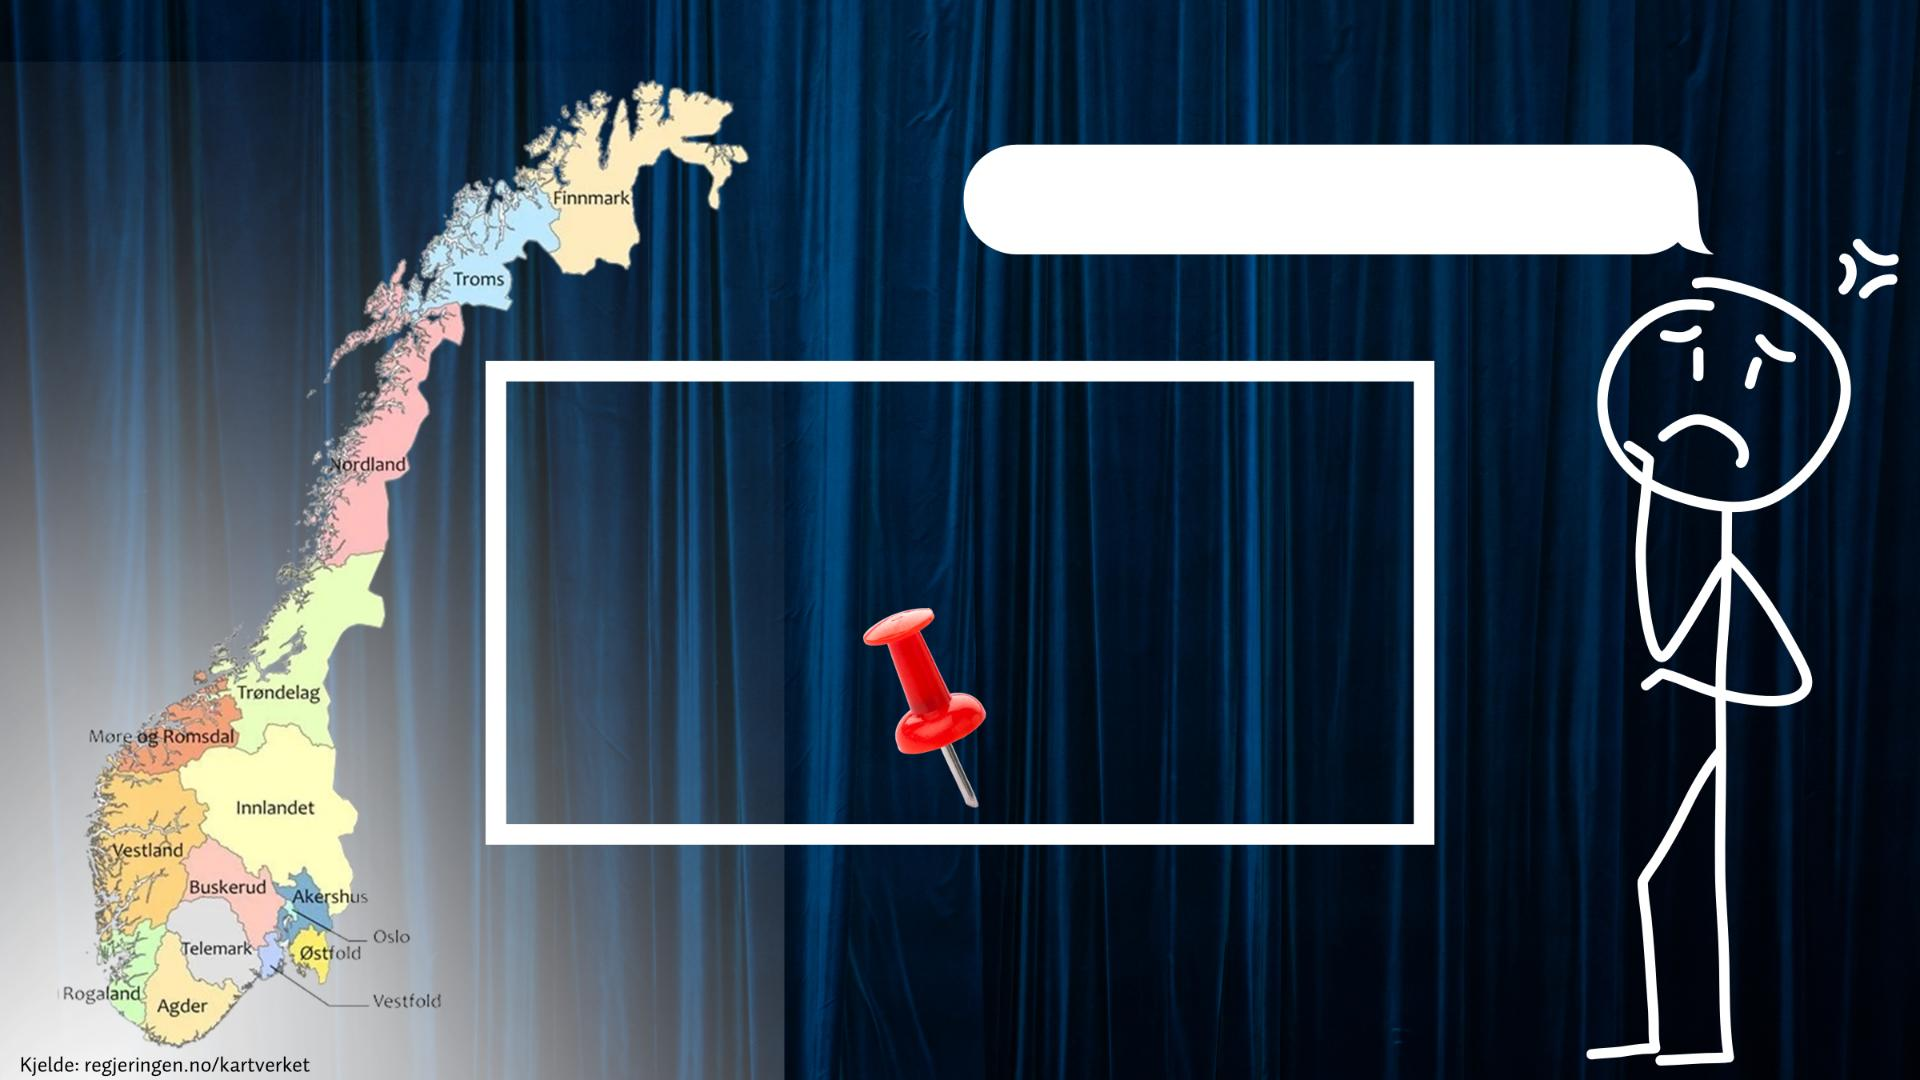 Finnmark
Troms
Nordland
Trøndelag
Møre og Romsdal
Innlandet
Vestland
Buskerud
Akershus
Oslo
Telemark
Østfold
Rogaland
Agder
Vestfold
Kjelde: regjeringen.no/kartverket